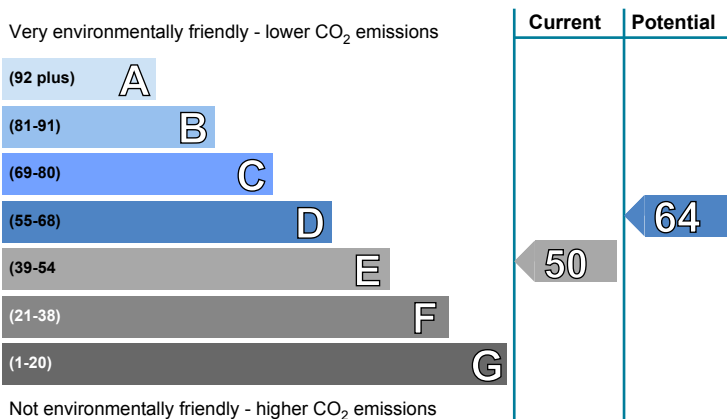 Very environmentally friendly - lower CO2 emissions
Current Potential
(92 plus) A
(81-91) B
(69-80) C
(55-68) D
64
(39-54 E
50
(21-38) F
(1-20) G
Not environmentally friendly - higher CO2 emissions